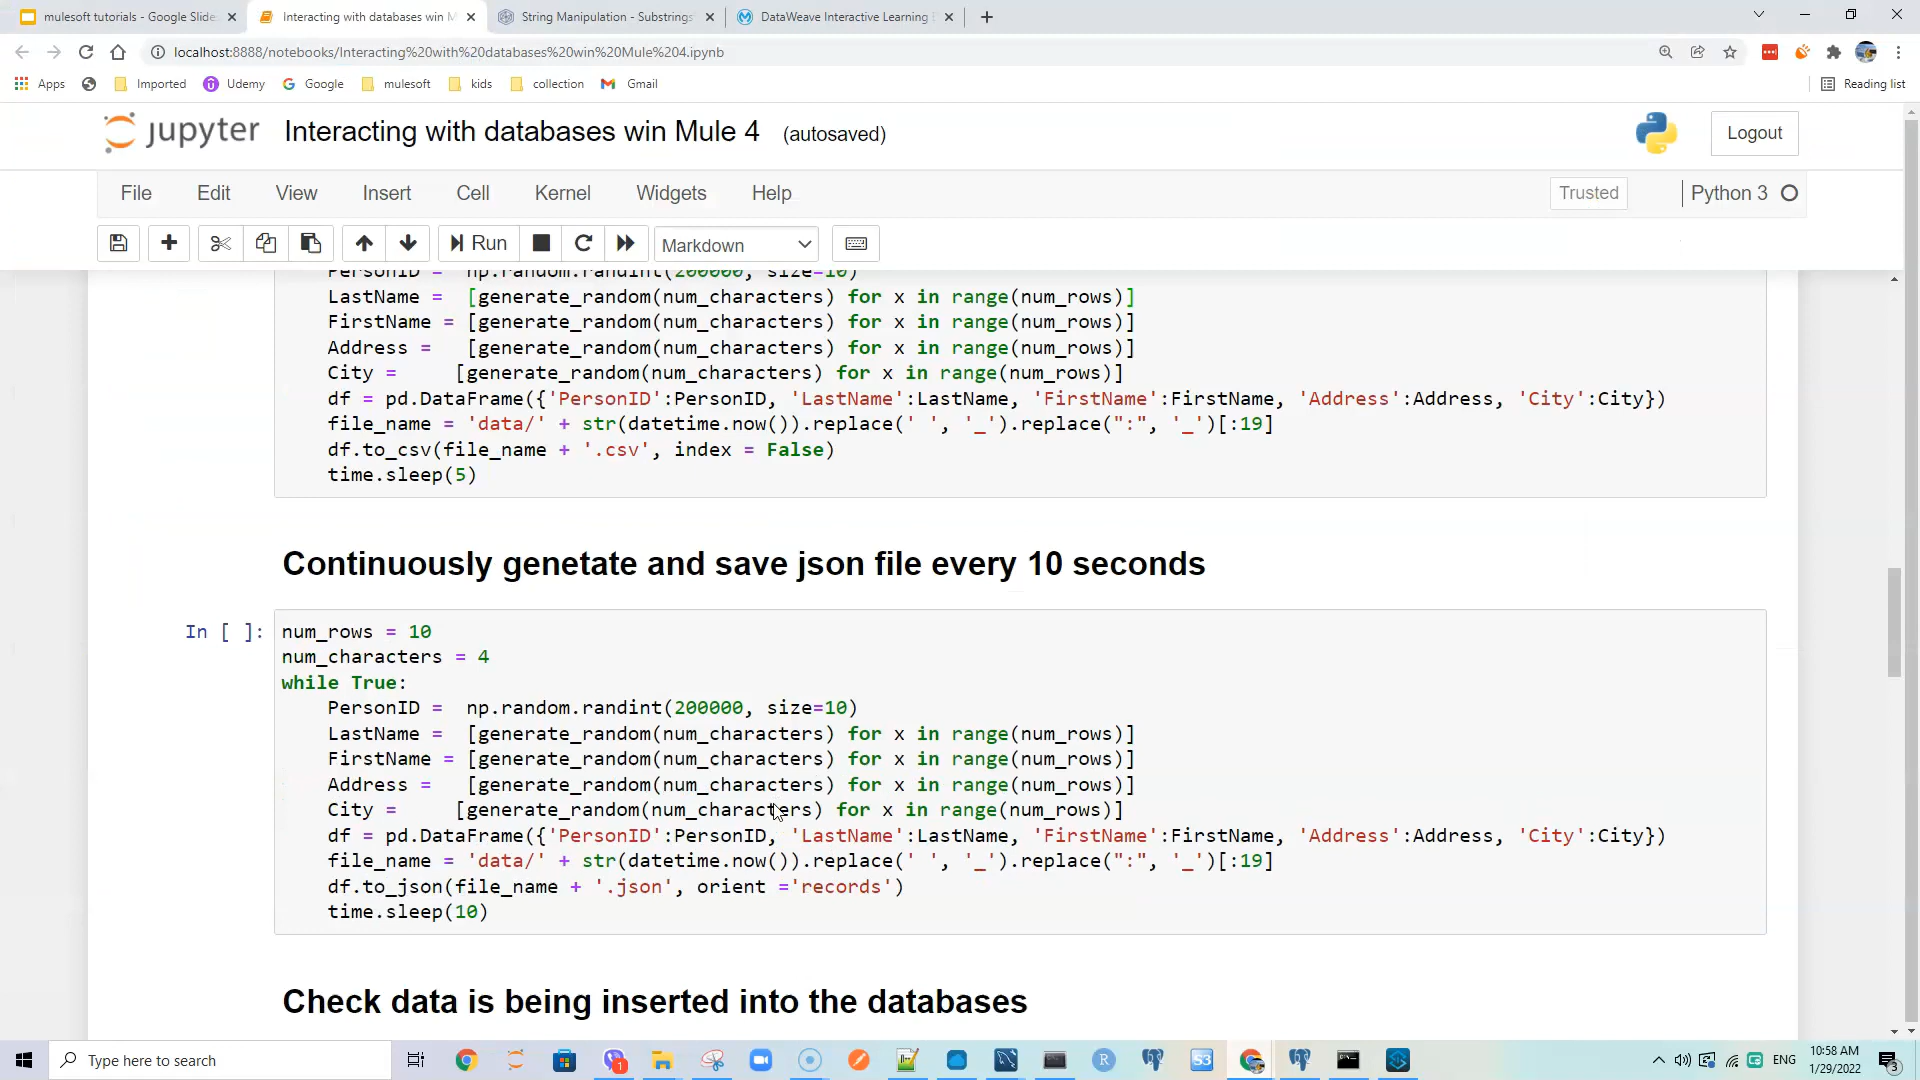 mulesoft tutorials - Google Slide
Interacting with databases win M
String Manipulation - Substrings
DataWeave Interactive Learning E
localhost:8888/notebooks/Interacting%20with%20databases%20win%20Mule%204.ipynb
Apps
Imported
Udemy
Google
mulesoft
kids
collection
Gmail
Reading list
jupyter
Interacting with databases win Mule 4 (autosaved)
Logout
File Edit View Insert Cell Kernel Widgets Help
Trusted
Python 3
Run
Markdown
PersonID = np.random.randint(200000, size=10)
LastName = [generate_random(num_characters) for x in range(num_rows)]
FirstName = [generate_random(num_characters) for x in range(num_rows)]
Address = [generate_random(num_characters) for x in range(num_rows)]
City = [generate_random(num_characters) for x in range(num_rows)]
df = pd.DataFrame({'PersonID':PersonID, 'LastName':LastName, 'FirstName':FirstName, 'Address':Address, 'City':City})
file_name = 'data/' + str(datetime.now()).replace(' ', '_').replace(":", '_')[:19]
df.to_csv(file_name + '.csv', index = False)
time.sleep(5)
Continuously genetate and save json file every 10 seconds
In [ ]:
num_rows = 10
num_characters = 4
while True:
PersonID = np.random.randint(200000, size=10)
LastName = [generate_random(num_characters) for x in range(num_rows)]
FirstName = [generate_random(num_characters) for x in range(num_rows)]
Address = [generate_random(num_characters) for x in range(num_rows)]
City = [generate_random(num_characters) for x in range(num_rows)]
df = pd.DataFrame({'PersonID':PersonID, 'LastName':LastName, 'FirstName':FirstName, 'Address':Address, 'City':City})
file_name = 'data/' + str(datetime.now()).replace(' ', '_').replace(":", '_')[:19]
df.to_json(file_name + '.json', orient ='records')
time.sleep(10)
Check data is being inserted into the databases
Type here to search
R
S3
ENG
10:58 AM
1/29/2022
3